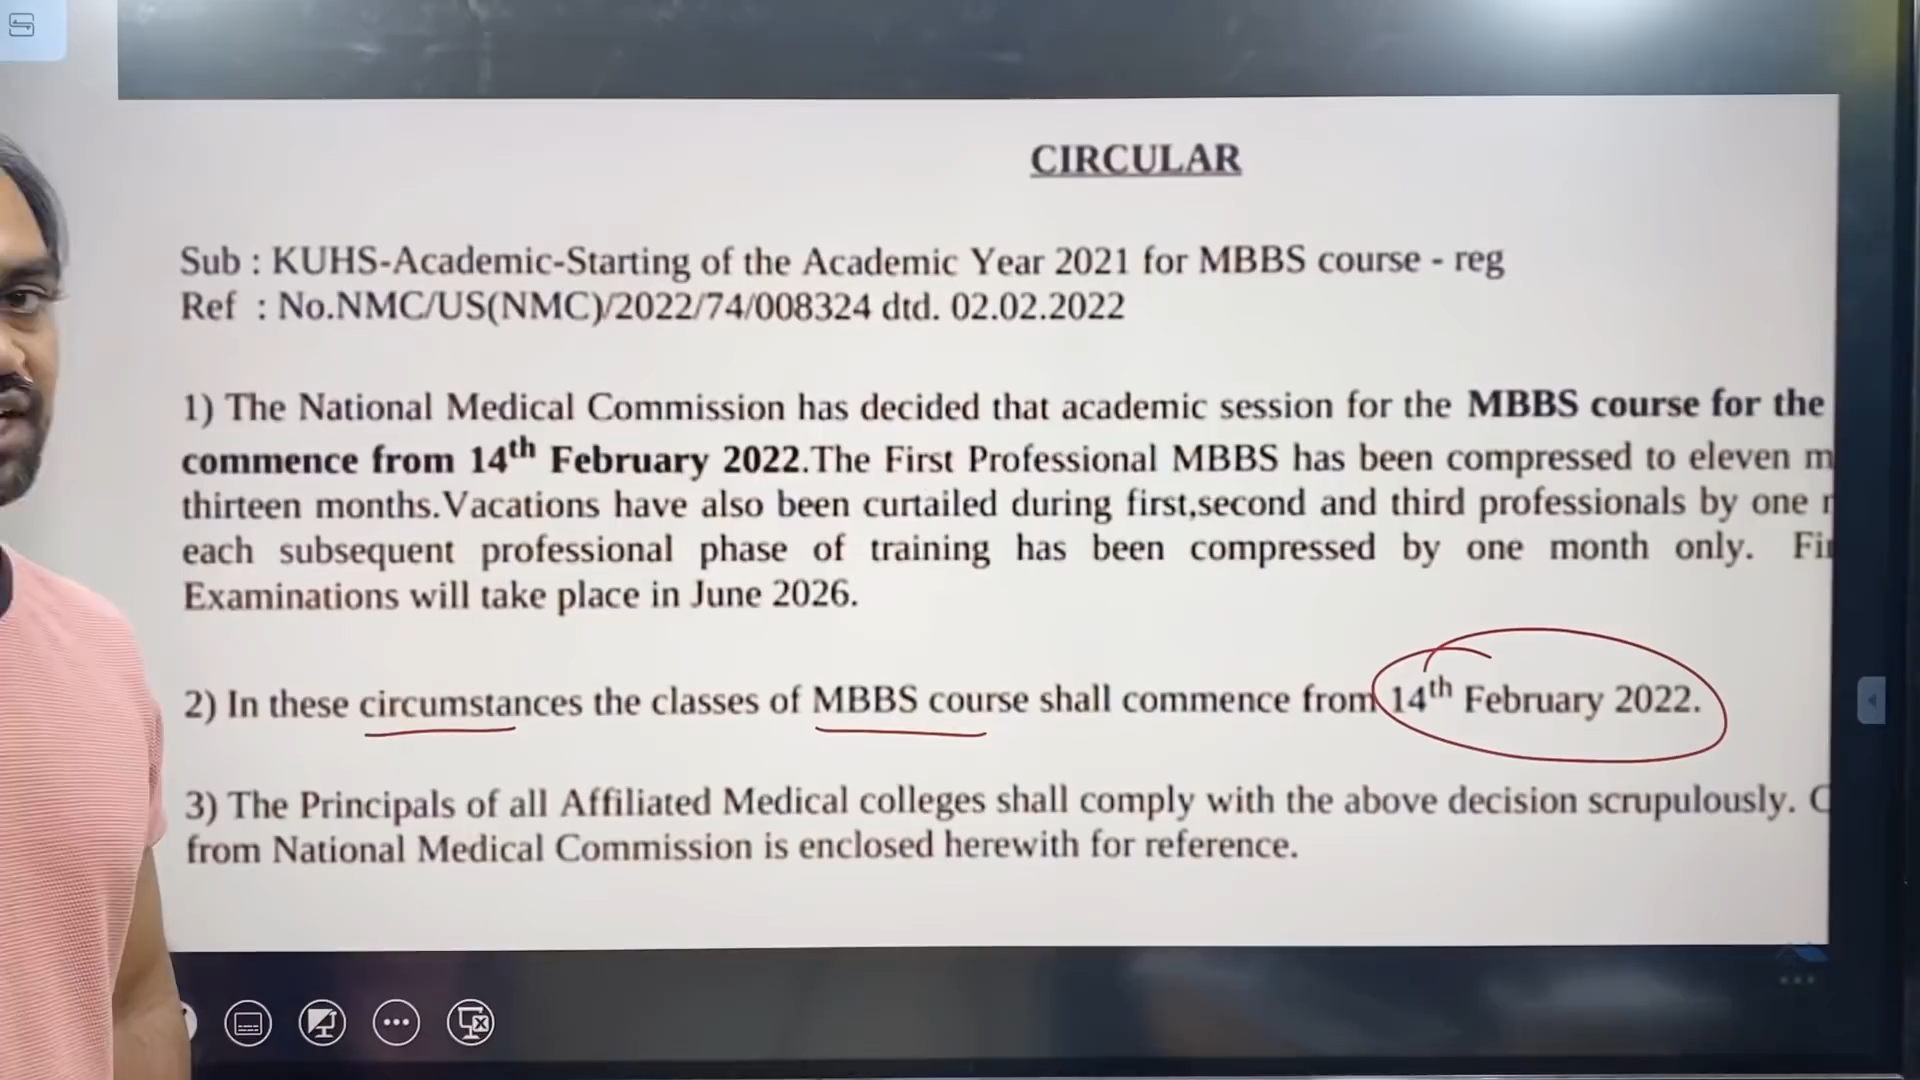 CIRCULAR
Sub : KUHS-Academic-Starting of the Academic Year 2021 for MBBS course - reg
Ref : No.NMC/US(NMC)/2022/74/008324 dtd. 02.02.2022
1) The National Medical Commission has decided that academic session for the MBBS course for the
commence from 14th February 2022.The First Professional MBBS has been compressed to eleven
thirteen months.Vacations have also been curtailed during first,second and third professionals by one
each subsequent professional phase of training has been compressed by one month only.
Examinations will take place in June 2026.
2) In these circumstances the classes of MBBS course shall commence from 14th February 2022.
3) The Principals of all Affiliated Medical colleges shall comply with the above decision scrupulously.
from National Medical Commission is enclosed herewith for reference.